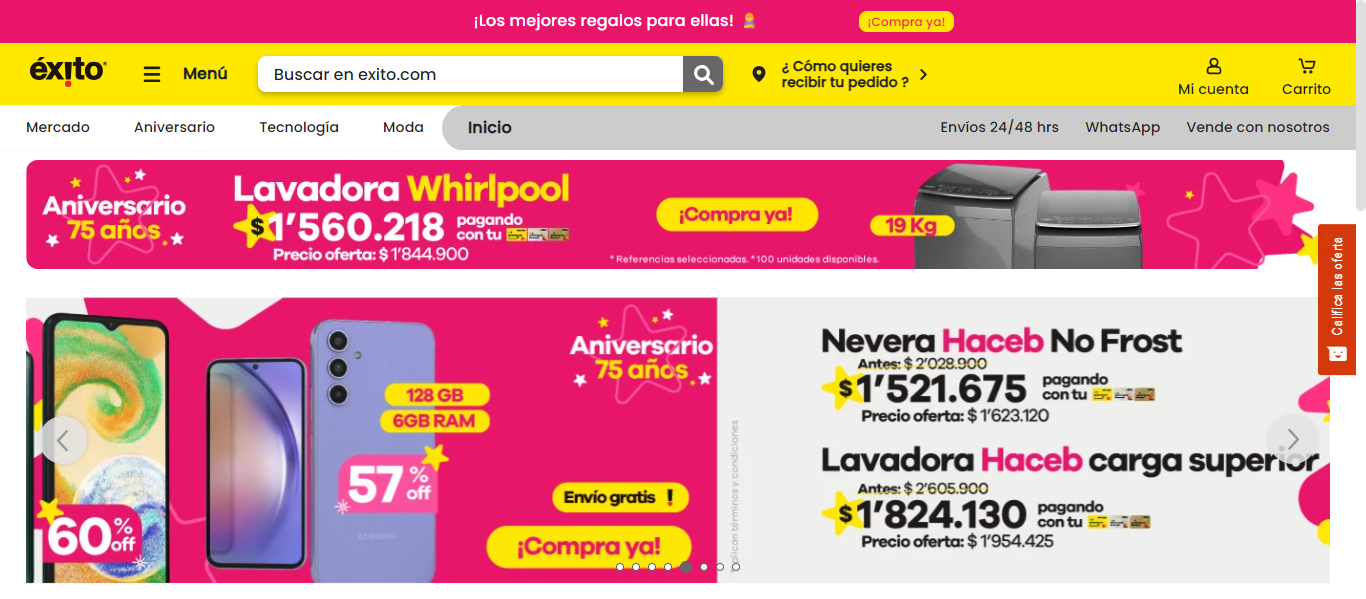 ¡Los mejores regalos para ellas!
¡Compra ya!
éxito
Menú
Buscar en exito.com
¿ Cómo quieres
recibir tu pedido ?
Mi cuenta
Carrito
Mercado
Aniversario
Tecnología
Moda
Inicio
Envíos 24/48 hrs
WhatsApp
Vende con nosotros
Aniversario
75 años.
Lavadora Whirlpool
$1'560.218
pagando
con tu
Precio oferta: $ 1'844.900
¡Compra ya!
* Referencias seleccionadas. *100 unidades disponibles.
19 Kg
Califica las oferta
60% off
128 GB
6GB RAM
57% off
SAMSUNG
Aniversario
75 años.
Envío gratis !
¡Compra ya!
plican términos y condiciones
Nevera Haceb No Frost
Antes: $ 2'028.900
$1'521.675
pagando
con tu
Precio oferta: $ 1'623.120
Lavadora Haceb carga superior
Antes: $ 2'605.900
$1'824.130
pagando
con tu
Precio oferta: $ 1'954.425